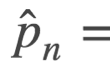 p̂ₙ =